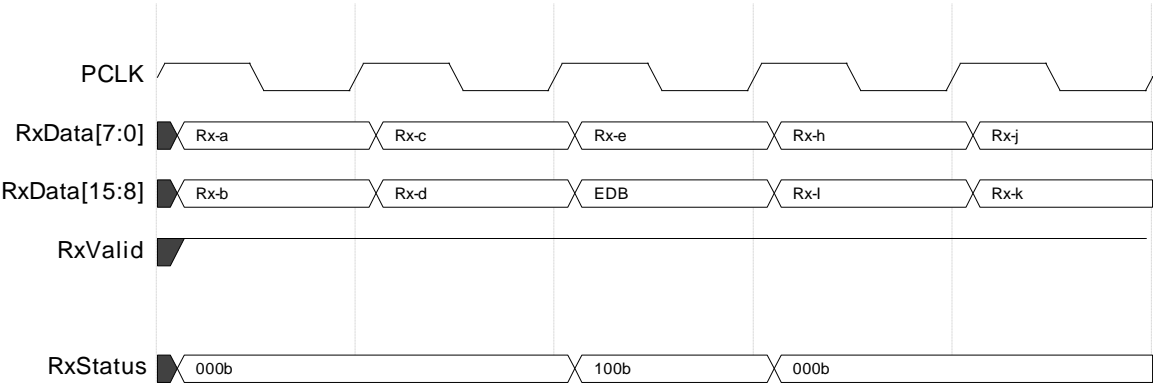 PCLK
RxData[7:0] Rx-a Rx-c Rx-e Rx-h Rx-j
RxData[15:8] Rx-b Rx-d EDB Rx-l Rx-k
RxValid
RxStatus 000b 100b 000b